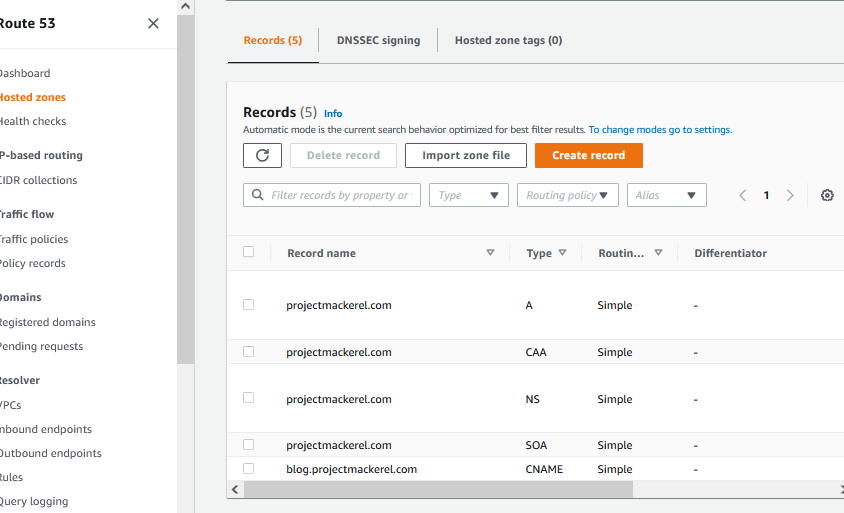 Route 53
Dashboard
Hosted zones
Health checks
IP-based routing
CIDR collections
Traffic flow
Traffic policies
Policy records
Domains
Registered domains
Pending requests
Resolver
VPCs
Inbound endpoints
Outbound endpoints
Rules
Query logging
Records (5) DNSSEC signing Hosted zone tags (0)
Records (5) Info
Automatic mode is the current search behavior optimized for best filter results. To change modes go to settings.
Delete record Import zone file Create record
Filter records by property or Type Routing policy Alias 1
Record name Type Routin... Differentiator
projectmackerel.com A Simple -
projectmackerel.com CAA Simple -
projectmackerel.com NS Simple -
projectmackerel.com SOA Simple -
blog.projectmackerel.com CNAME Simple -